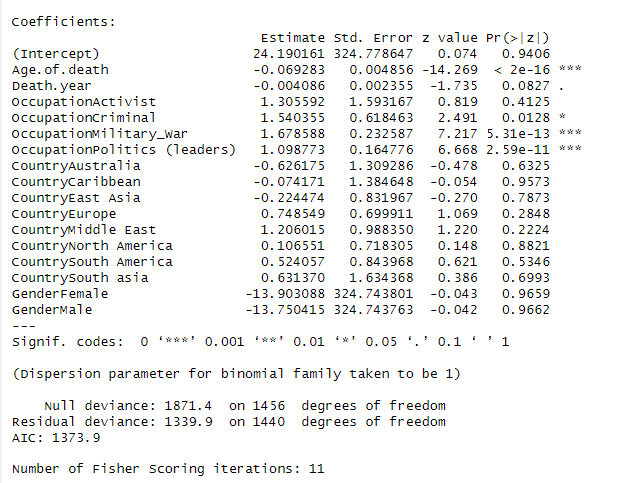 Coefficients:
Estimate Std. Error z value Pr(>|z|)
(Intercept) 24.190161 324.778647 0.074 0.9406
Age.of.death -0.069283 0.004856 -14.269 < 2e-16 ***
Death.year -0.004086 0.002355 -1.735 0.0827 .
OccupationActivist 1.305592 1.593167 0.819 0.4125
OccupationCriminal 1.540355 0.618463 2.491 0.0128 *
OccupationMilitary_War 1.678588 0.232587 7.217 5.31e-13 ***
OccupationPolitics (leaders) 1.098773 0.164776 6.668 2.59e-11 ***
CountryAustralia -0.626175 1.309286 -0.478 0.6325
CountryCaribbean -0.074171 1.384648 -0.054 0.9573
CountryEast Asia -0.224474 0.831967 -0.270 0.7873
CountryEurope 0.748549 0.699911 1.069 0.2848
CountryMiddle East 1.206015 0.988350 1.220 0.2224
CountryNorth America 0.106551 0.718305 0.148 0.8821
CountrySouth America 0.524057 0.843968 0.621 0.5346
CountrySouth asia 0.631370 1.634368 0.386 0.6993
GenderFemale -13.903088 324.743801 -0.043 0.9659
GenderMale -13.750415 324.743763 -0.042 0.9662
---
Signif. codes: 0 ‘***’ 0.001 ‘**’ 0.01 ‘*’ 0.05 ‘.’ 0.1 ‘ ’ 1
(Dispersion parameter for binomial family taken to be 1)
Null deviance: 1871.4 on 1456 degrees of freedom
Residual deviance: 1339.9 on 1440 degrees of freedom
AIC: 1373.9
Number of Fisher Scoring iterations: 11